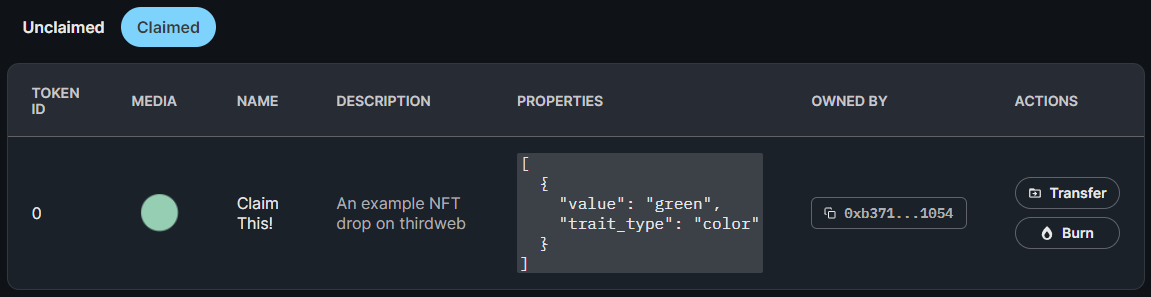 Unclaimed Claimed
TOKEN ID MEDIA NAME DESCRIPTION PROPERTIES OWNED BY ACTIONS
0
Claim
This!
An example NFT
drop on thirdweb
[
  {
    "value": "green",
    "trait_type": "color"
  }
]
0xb371...1054
Transfer
Burn